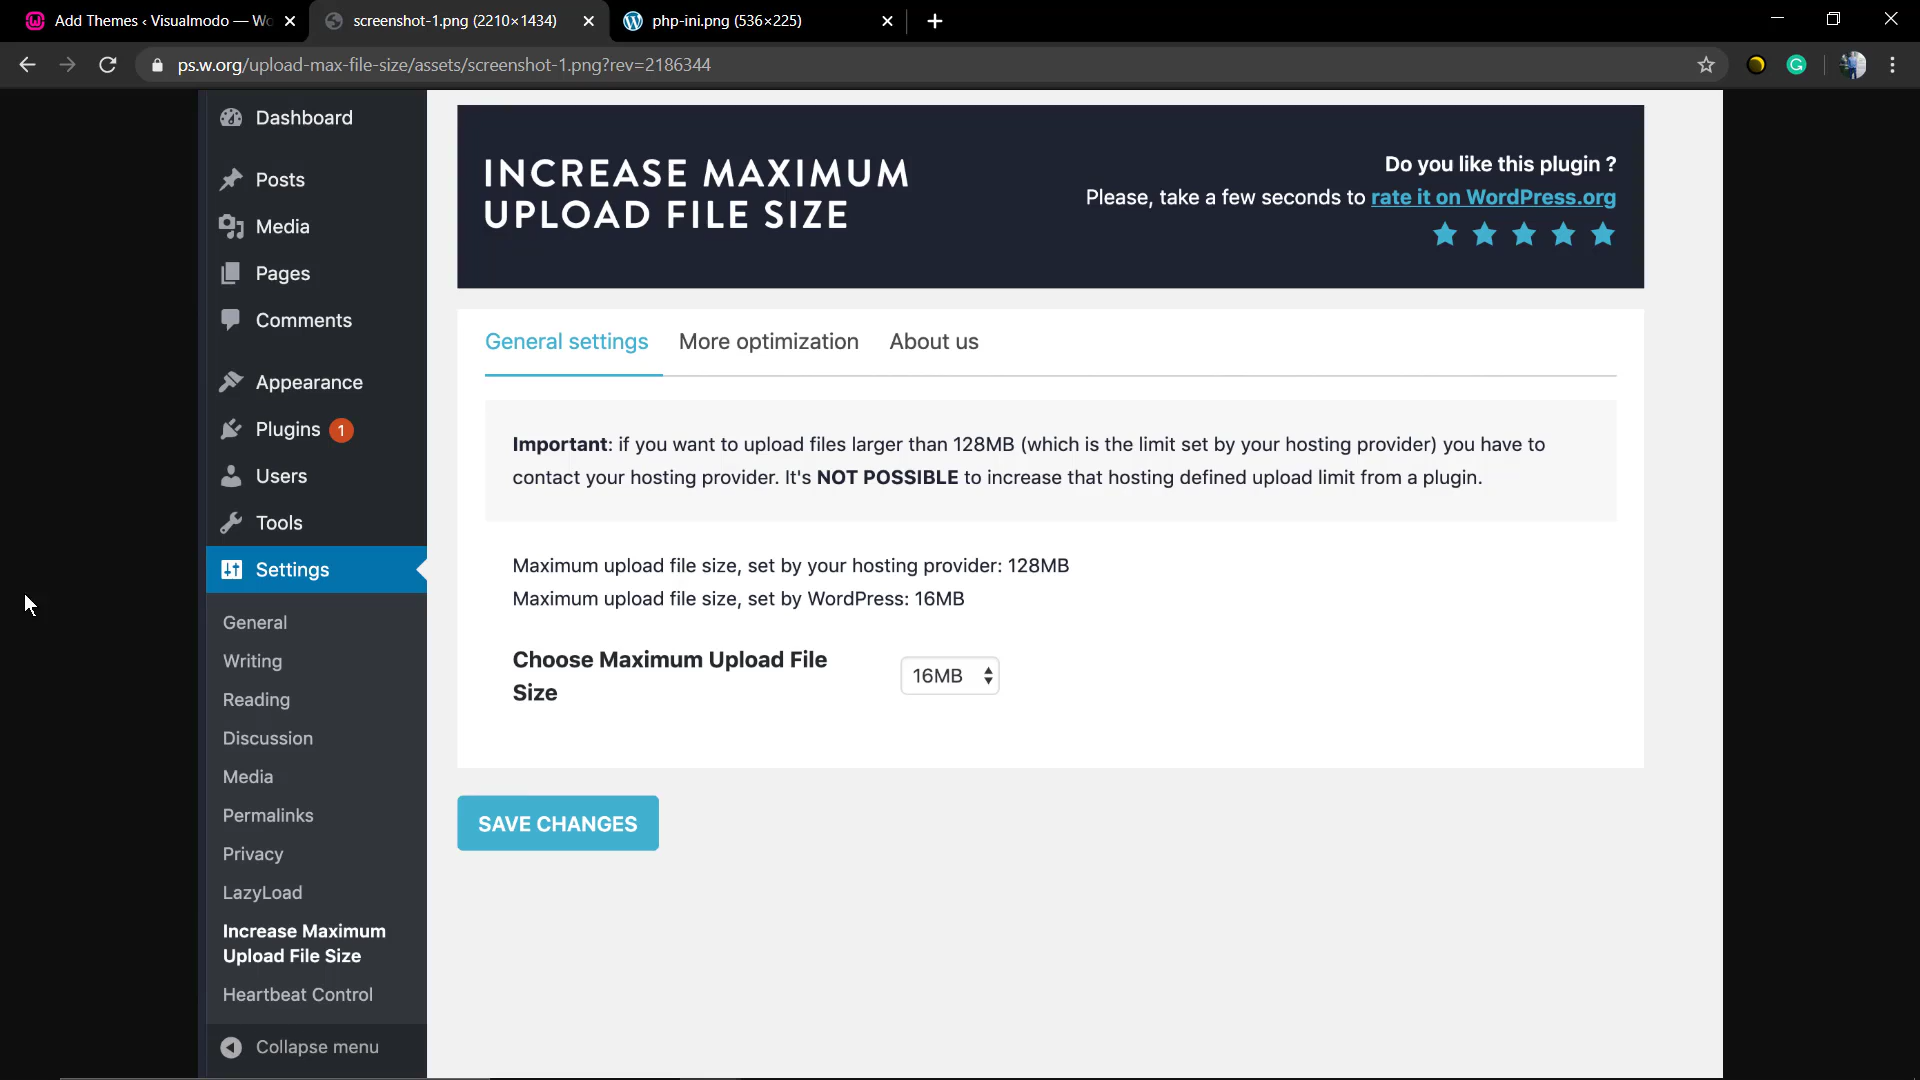 Add Themes ‹ Visualmodo — Wo
screenshot-1.png (2210×1434)
php-ini.png (536×225)
ps.w.org/upload-max-file-size/assets/screenshot-1.png?rev=2186344
Dashboard
Posts
Media
Pages
Comments
Appearance
Plugins 1
Users
Tools
Settings
General
Writing
Reading
Discussion
Media
Permalinks
Privacy
LazyLoad
Increase Maximum
Upload File Size
Heartbeat Control
Collapse menu
INCREASE MAXIMUM
UPLOAD FILE SIZE
Do you like this plugin ?
Please, take a few seconds to rate it on WordPress.org
General settings
More optimization
About us
Important: if you want to upload files larger than 128MB (which is the limit set by your hosting provider) you have to
contact your hosting provider. It's NOT POSSIBLE to increase that hosting defined upload limit from a plugin.
Maximum upload file size, set by your hosting provider: 128MB
Maximum upload file size, set by WordPress: 16MB
Choose Maximum Upload File
Size
16MB
SAVE CHANGES